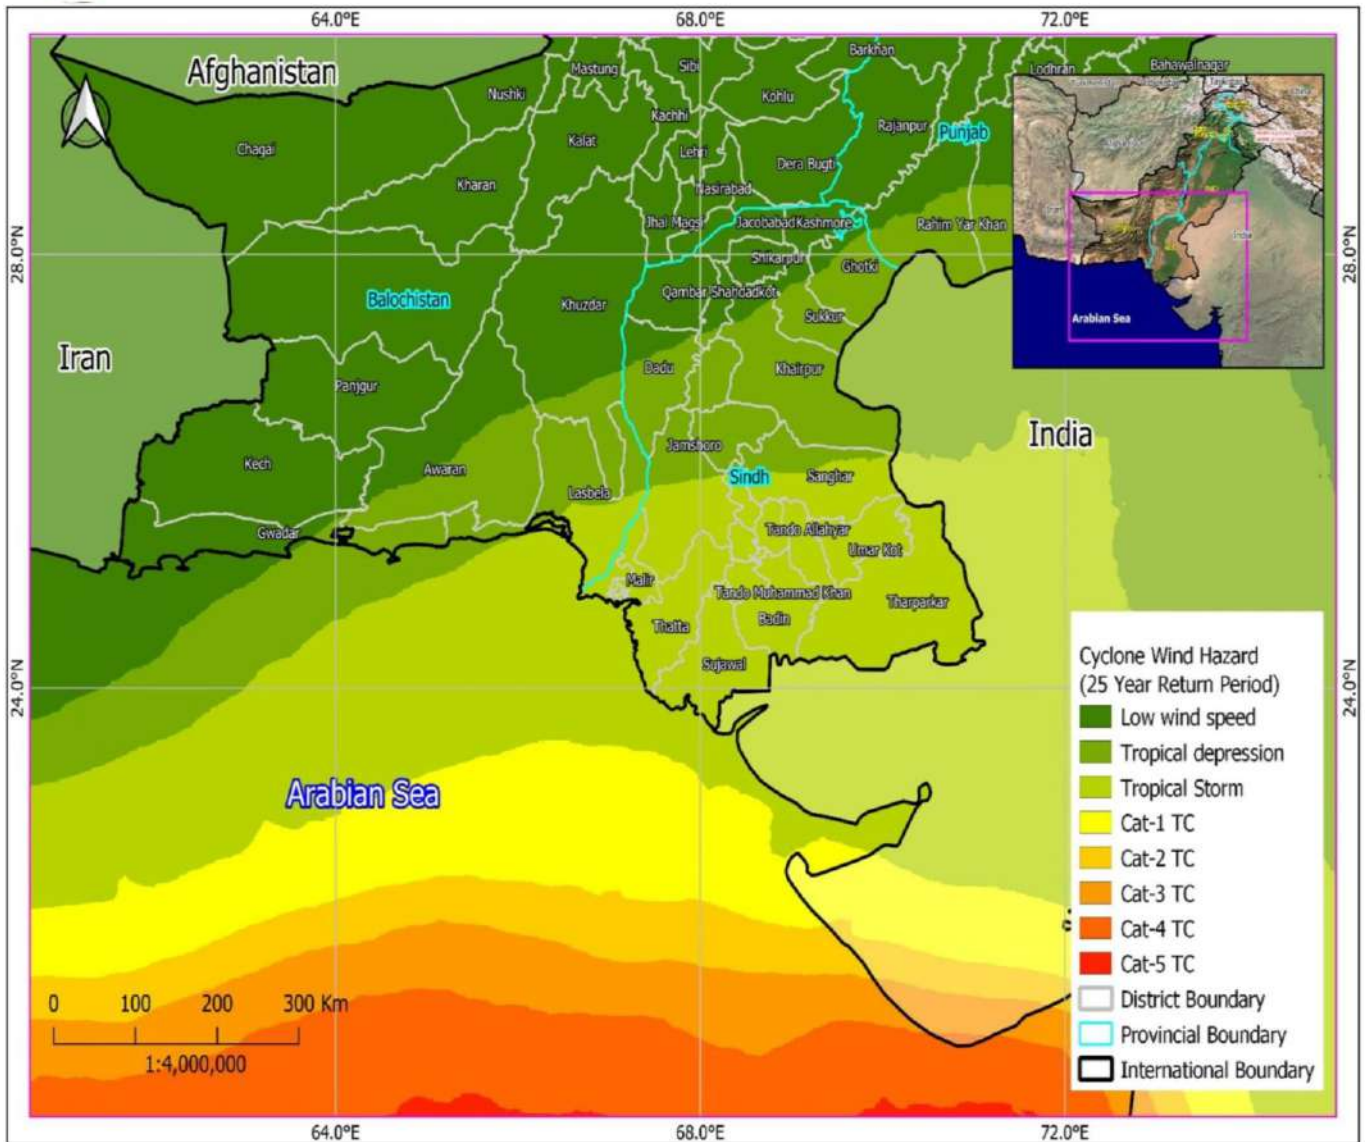 64.0°E
68.0°E
72.0°E
Afghanistan
Mastung
Sibi
Barkhan
Lodhran
Bahawalnagar
Nushki
Kohlu
Kachhi
Rajanpur
Punjab
Chagai
Kalat
Lehri
Dera Bugti
Kharan
Nasirabad
Jhal Magsi
Jacobabad
Kashmore
Rahim Yar Khan
India
28.0°N
Shikarpur
Ghotki
28.0°N
Balochistan
Khuzdar
Qambar Shahdadkot
Sukkur
Arabian Sea
Iran
Panjgur
Dadu
Khairpur
India
Kech
Awaran
Jamshoro
Sindh
Sanghar
Lasbela
Gwadar
Tando Allahyar
Umar Kot
Malir
Tando Muhammad Khan
Tharparkar
Thatta
Badin
Sujawal
24.0°N
24.0°N
Arabian Sea
Cyclone Wind Hazard
(25 Year Return Period)
Low wind speed
Tropical depression
Tropical Storm
Cat-1 TC
Cat-2 TC
Cat-3 TC
Cat-4 TC
Cat-5 TC
District Boundary
Provincial Boundary
International Boundary
0 100 200 300 Km
1:4,000,000
64.0°E
68.0°E
72.0°E